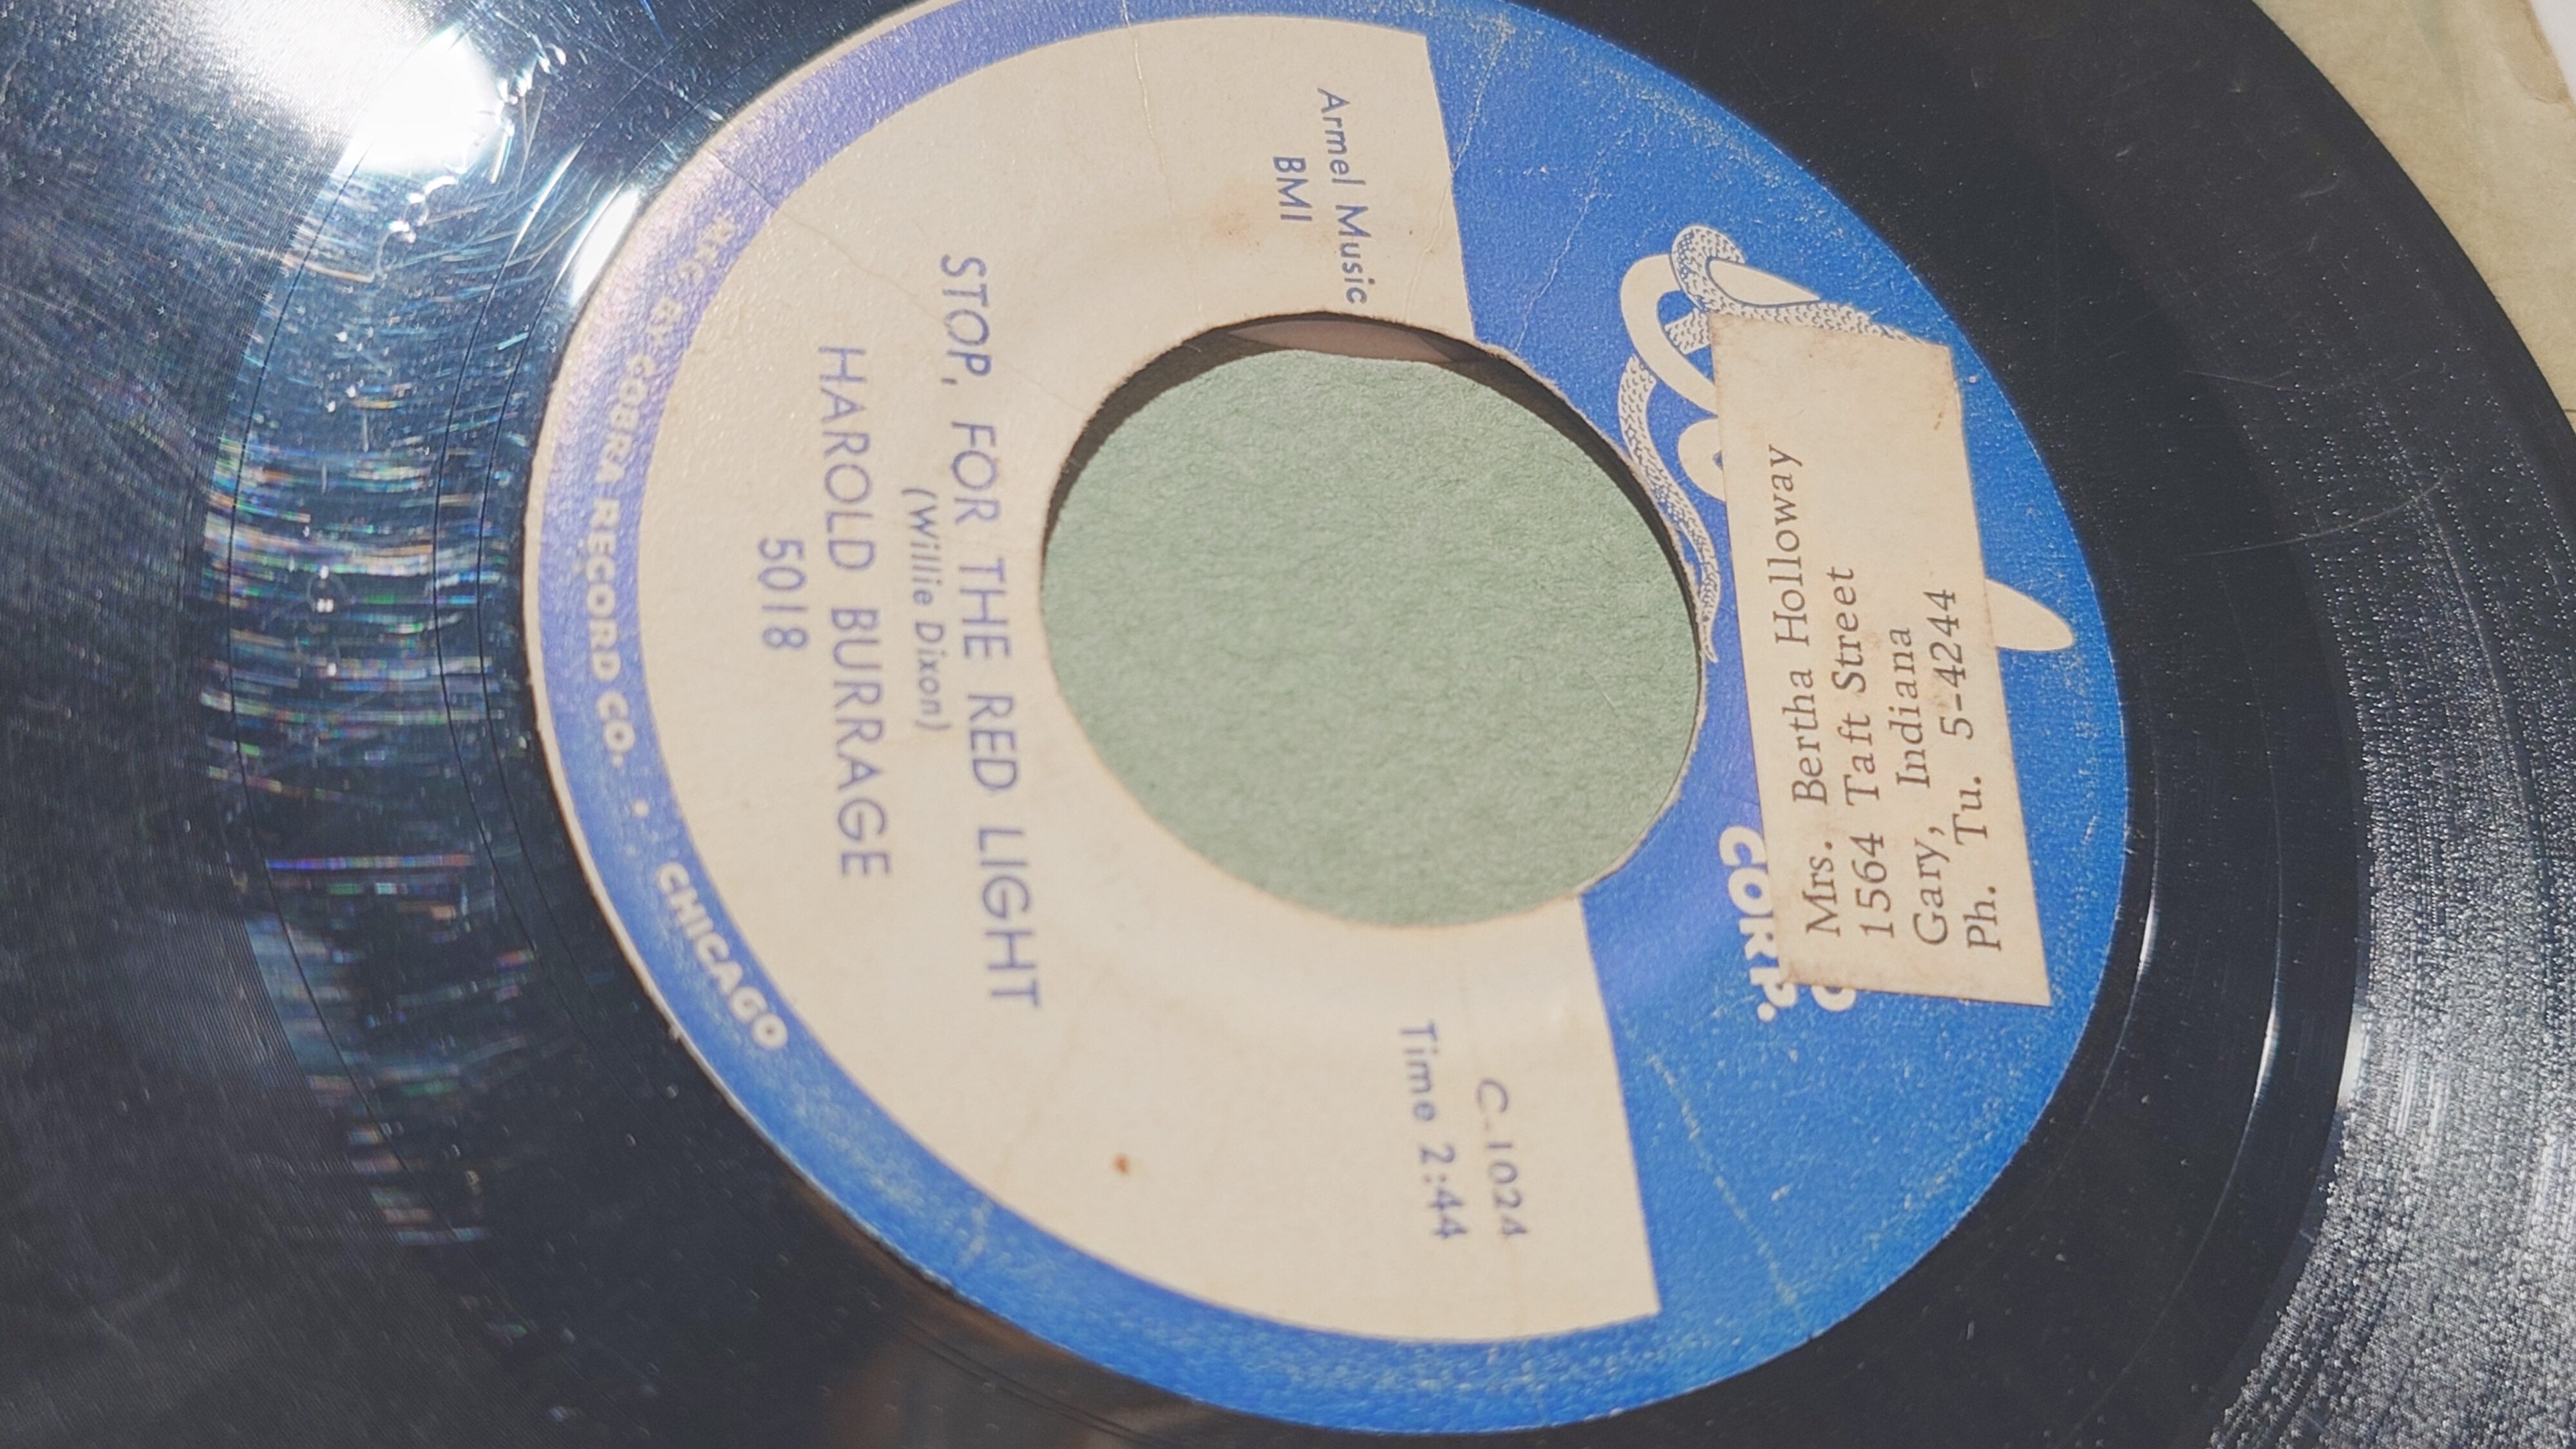 CORP.
Mrs. Bertha Holloway
1564 Taft Street
Gary, Indiana
Ph. Tu. 5-4244
Armel Music
BMI
C-1024
Time 2:44
STOP, FOR THE RED LIGHT
(Willie Dixon)
HAROLD BURRAGE
5018
BY COBRA RECORD CO. · CHICAGO